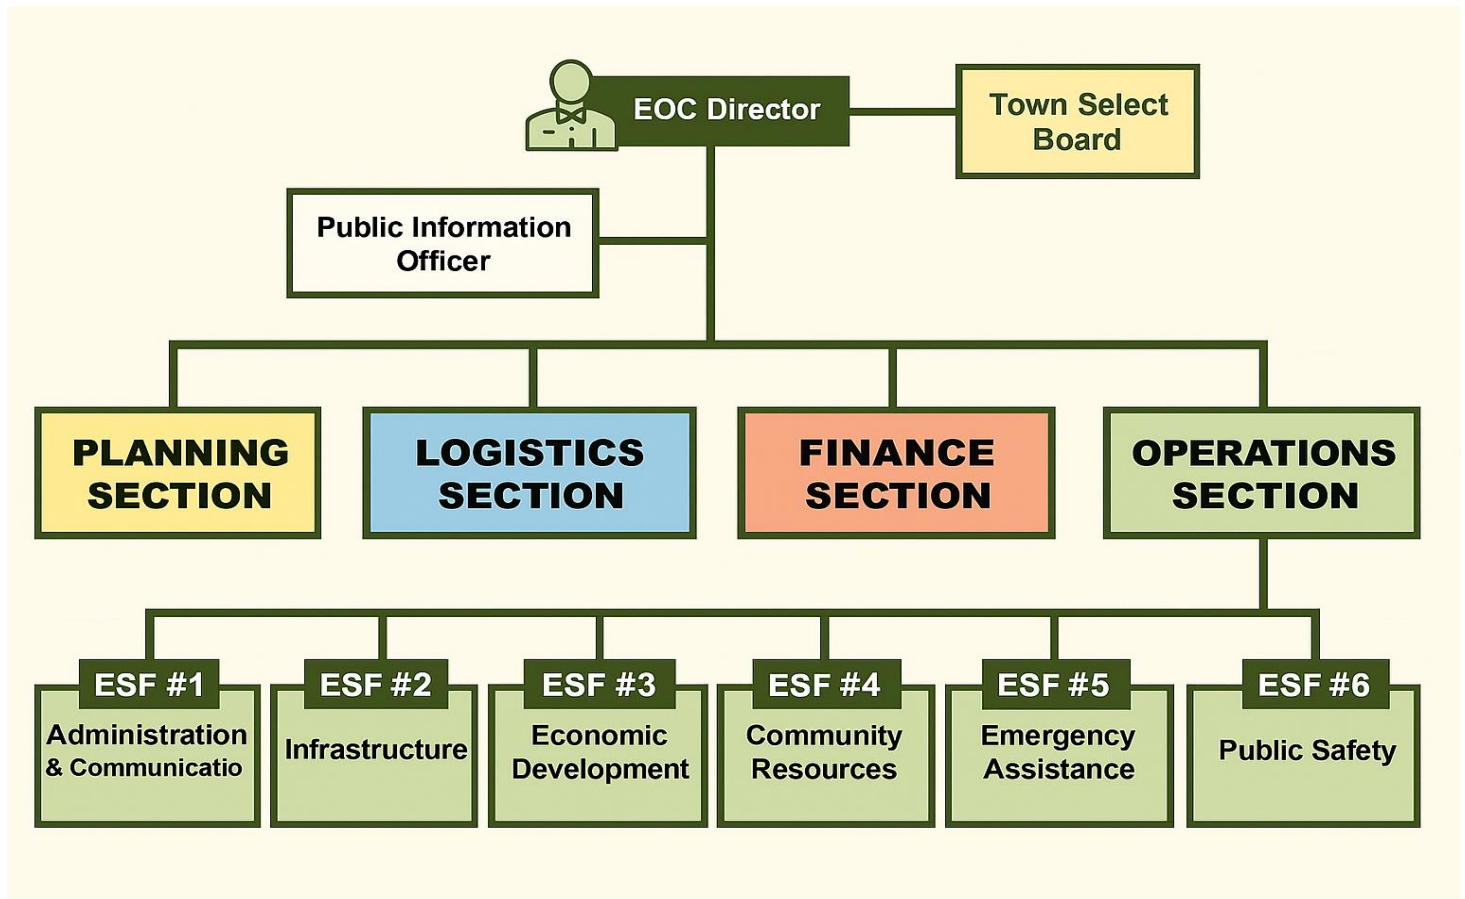 EOC Director
Town Select
Board
Public Information
Officer
PLANNING
SECTION
LOGISTICS
SECTION
FINANCE
SECTION
OPERATIONS
SECTION
ESF #1
Administration
& Communicatio
ESF #2
Infrastructure
ESF #3
Economic
Development
ESF #4
Community
Resources
ESF #5
Emergency
Assistance
ESF #6
Public Safety